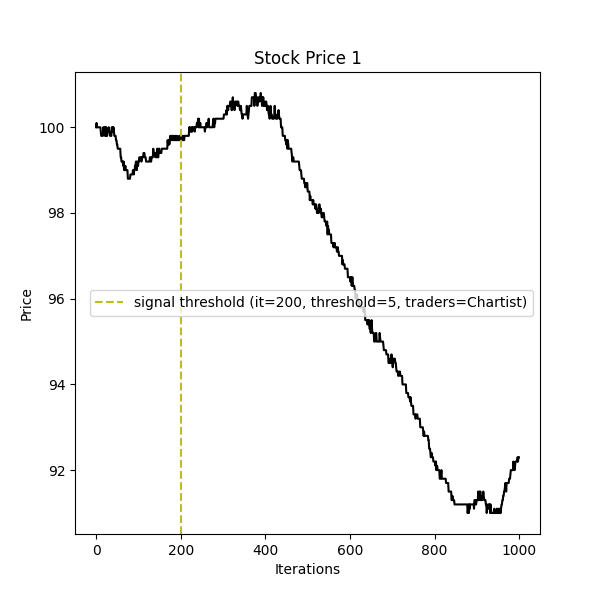 Stock Price 1
100
98
96
94
92
Price
signal threshold (it=200, threshold=5, traders=Chartist)
0
200
400
600
800
1000
Iterations